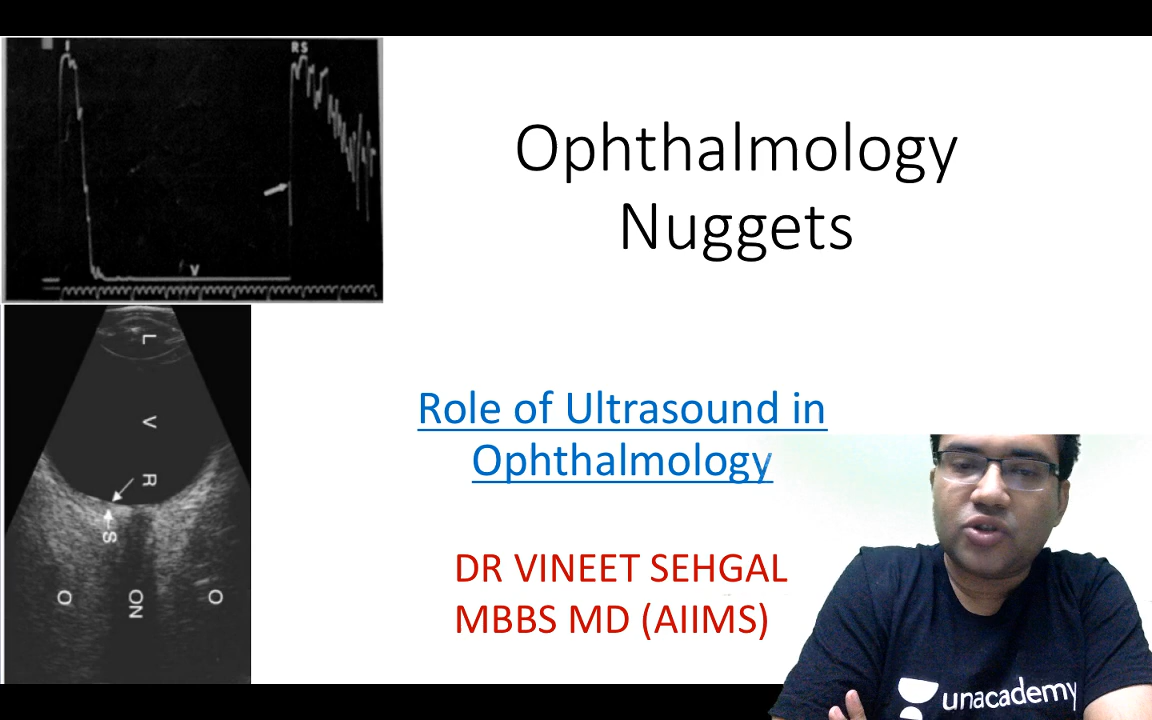 I
RS
V
Ophthalmology
Nuggets
L
V
R
S
O
ON
O
Role of Ultrasound in
Ophthalmology
DR VINEET SEHGAL
MBBS MD (AIIMS)
unacademy